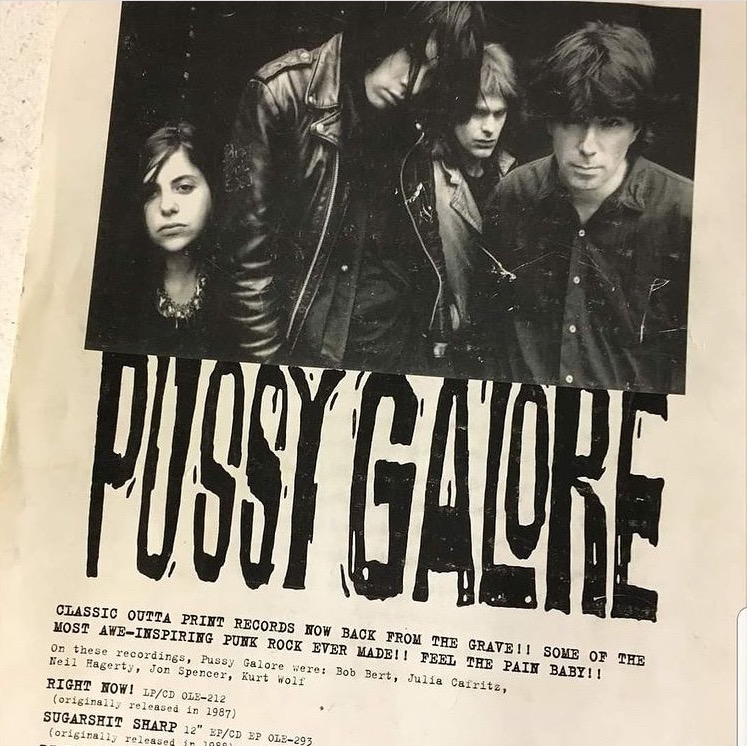 PUSSY GALORE
CLASSIC OUTTA PRINT RECORDS NOW BACK FROM THE GRAVE!! SOME OF THE
MOST AWE-INSPIRING PUNK ROCK EVER MADE!! FEEL THE PAIN BABY!!
On these recordings, Pussy Galore were: Bob Bert, Julia Cafritz,
Neil Hagerty, Jon Spencer, Kurt Wolf
RIGHT NOW! LP/CD OLE-212
(originally released in 1987)
SUGARSHIT SHARP 12" EP/CD EP OLE-293
(originally released in 1988)